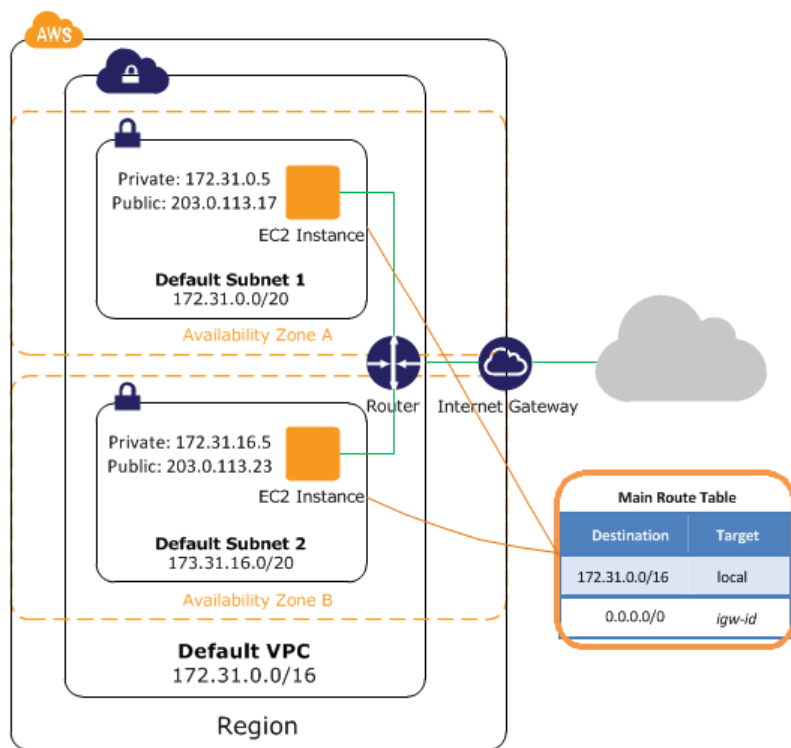 AWS
Private: 172.31.0.5
Public: 203.0.113.17
EC2 Instance
Default Subnet 1
172.31.0.0/20
Availability Zone A
Router
Internet Gateway
Private: 172.31.16.5
Public: 203.0.113.23
EC2 Instance
Default Subnet 2
173.31.16.0/20
Availability Zone B
Default VPC
172.31.0.0/16
Region
Main Route Table
Destination Target
172.31.0.0/16 local
0.0.0.0/0 igw-id